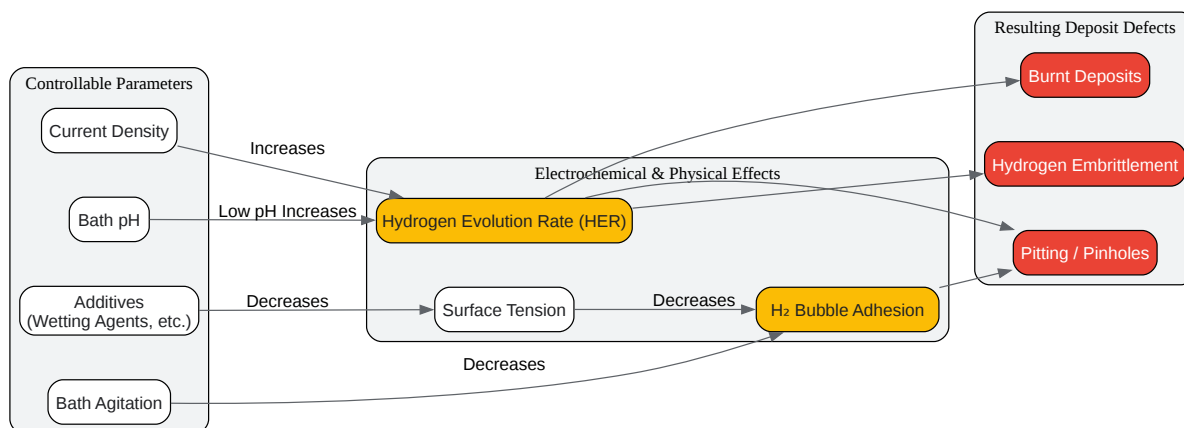 Resulting Deposit Defects
Burnt Deposits
Controllable Parameters
Current Density
Increases
Electrochemical & Physical Effects
Hydrogen Embrittlement
Bath pH
Low pH Increases
Hydrogen Evolution Rate (HER)
Pitting / Pinholes
Additives
(Wetting Agents, etc.)
Decreases
Surface Tension
Decreases
H₂ Bubble Adhesion
Decreases
Bath Agitation